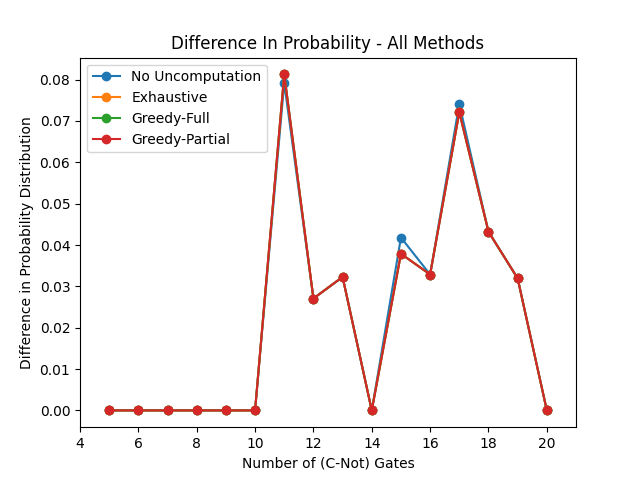 Difference In Probability - All Methods
No Uncomputation
Exhaustive
Greedy-Full
Greedy-Partial
Difference in Probability Distribution
0.08
0.07
0.06
0.05
0.04
0.03
0.02
0.01
0.00
4 6 8 10 12 14 16 18 20
Number of (C-Not) Gates